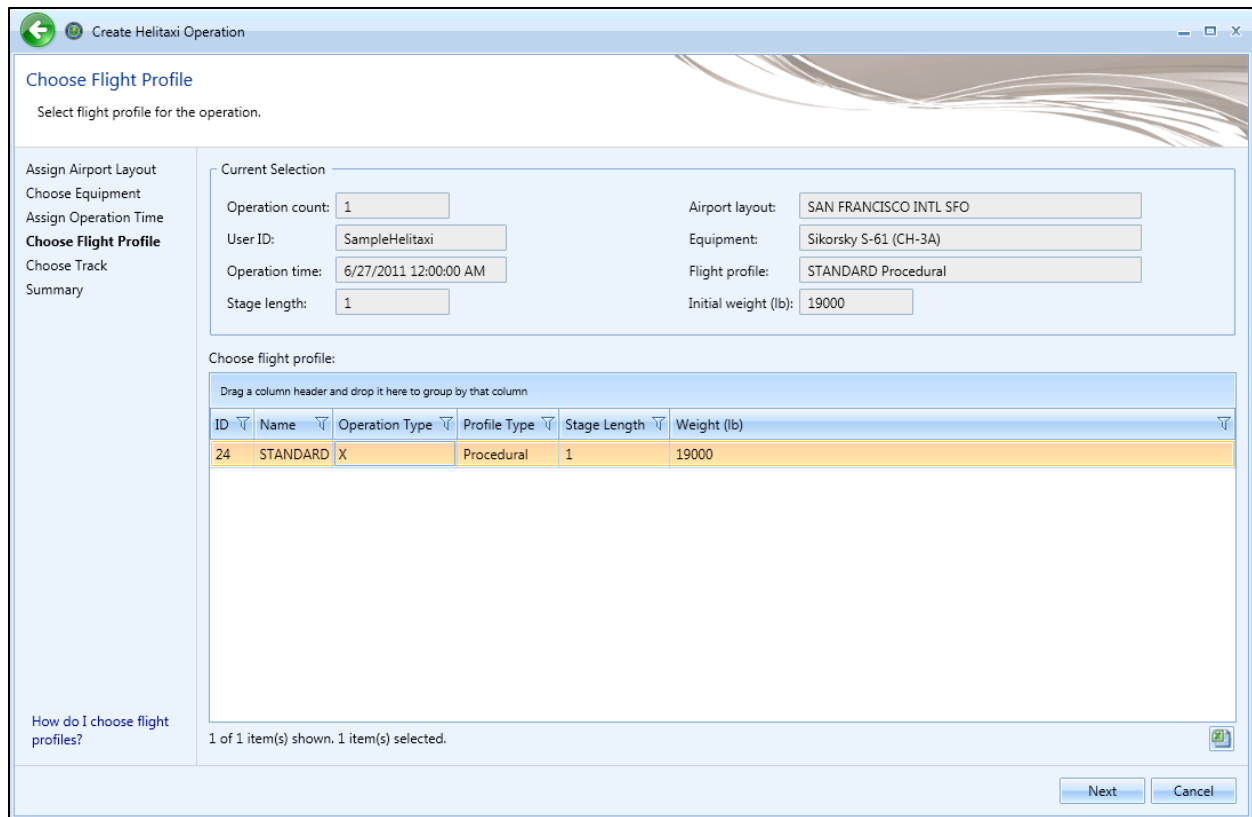 Create Helitaxi Operation
Choose Flight Profile
Select flight profile for the operation.
Assign Airport Layout
Choose Equipment
Assign Operation Time
Choose Flight Profile
Choose Track
Summary
How do I choose flight
profiles?
Current Selection
Operation count: 1
Airport layout: SAN FRANCISCO INTL SFO
User ID: SampleHelitaxi
Equipment: Sikorsky S-61 (CH-3A)
Operation time: 6/27/2011 12:00:00 AM
Flight profile: STANDARD Procedural
Stage length: 1
Initial weight (lb): 19000
Choose flight profile:
Drag a column header and drop it here to group by that column
ID Name Operation Type Profile Type Stage Length Weight (lb)
24 STANDARD X Procedural 1 19000
1 of 1 item(s) shown. 1 item(s) selected.
Next Cancel